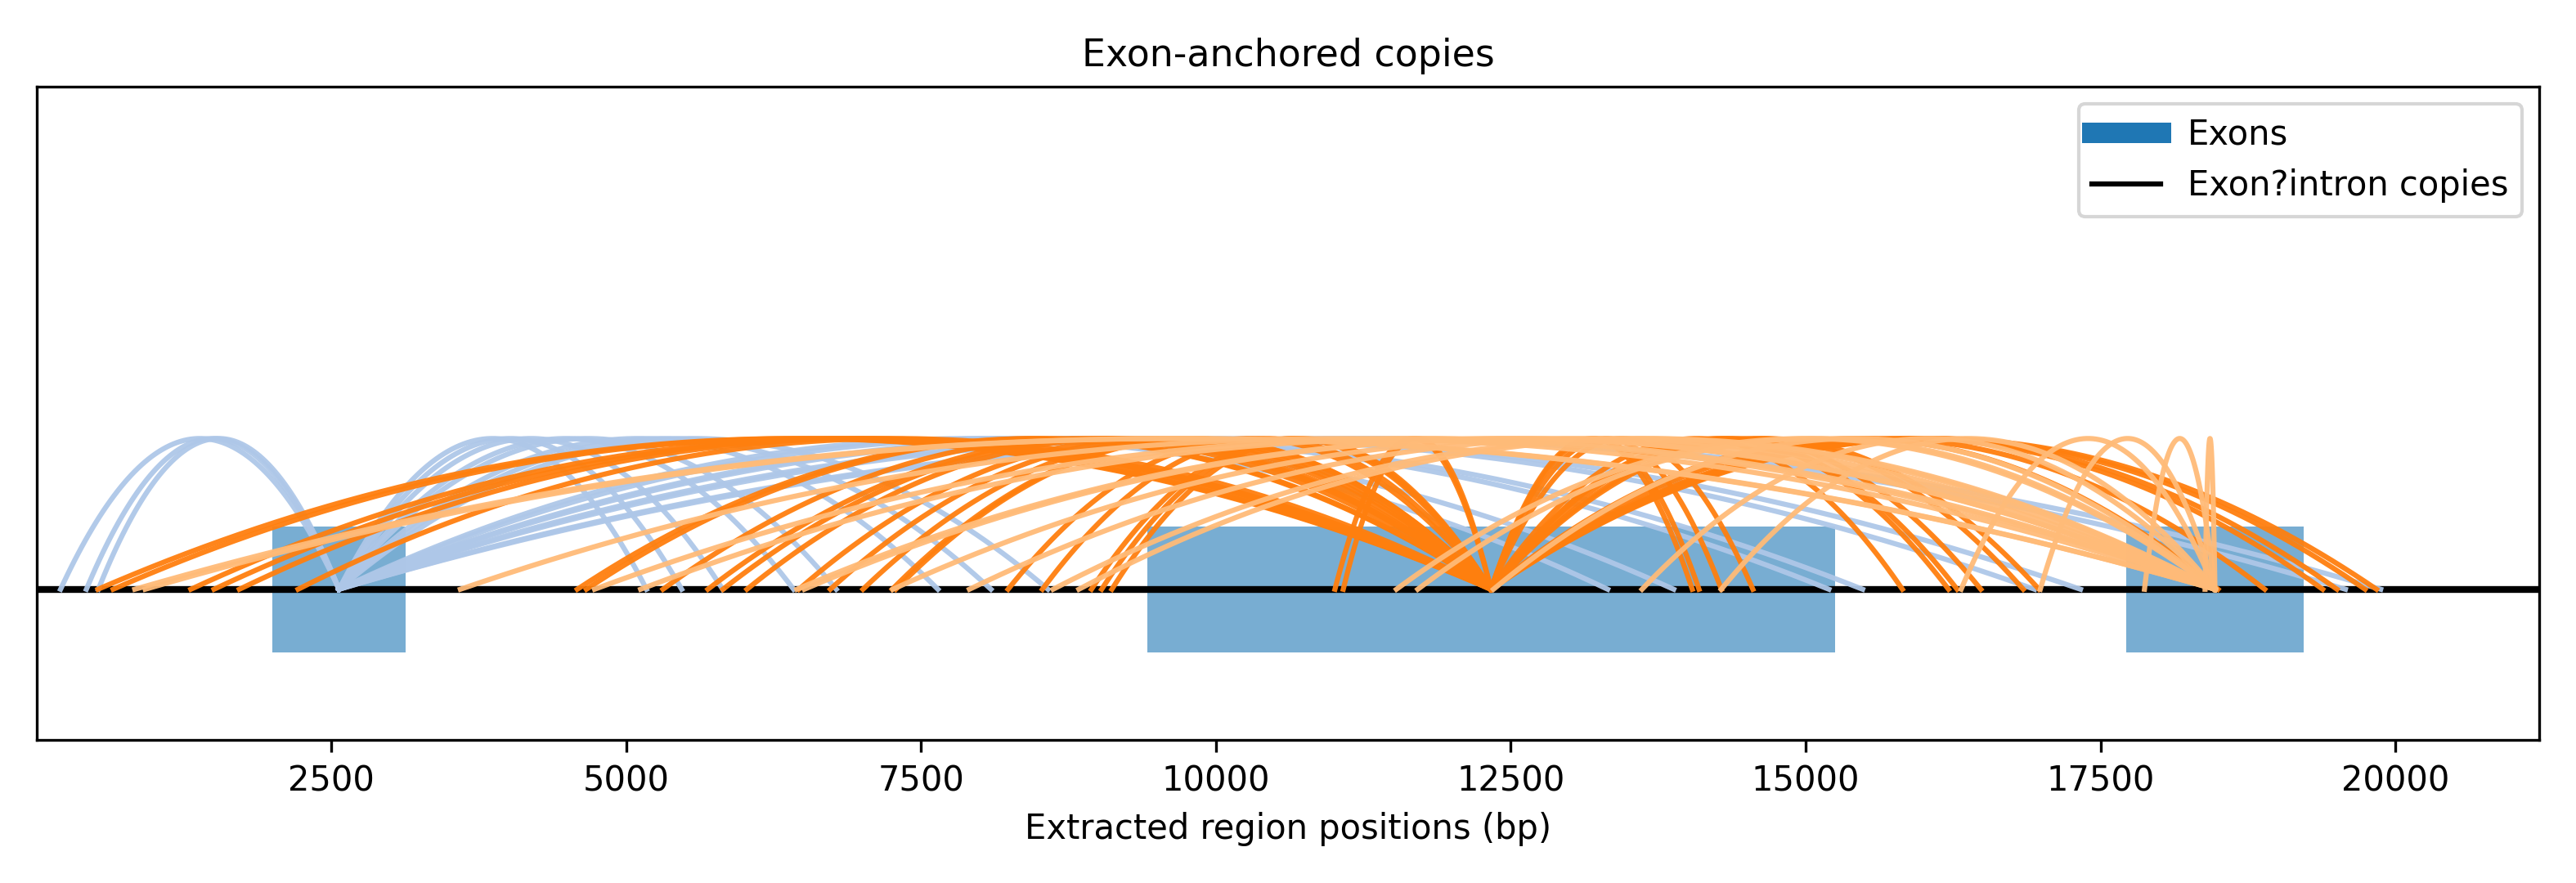 Exon-anchored copies
Exons
Exon?intron copies
2500 5000 7500 10000 12500 15000 17500 20000
Extracted region positions (bp)